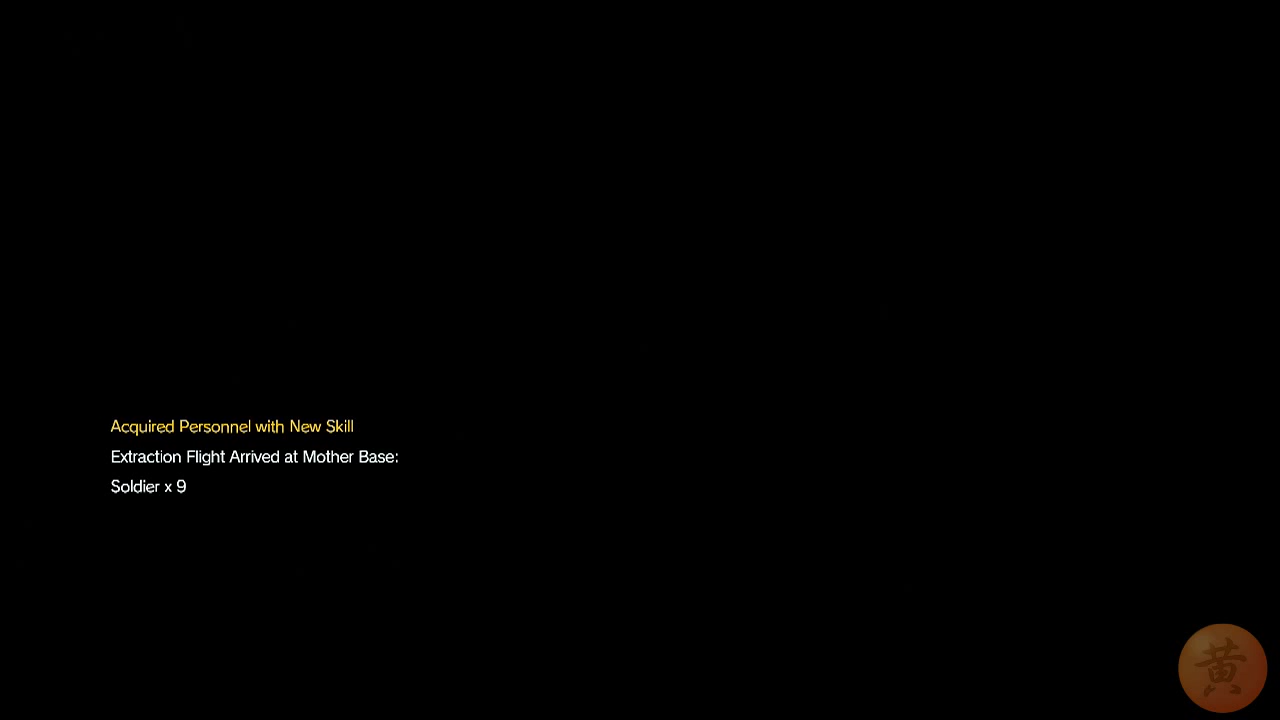 Acquired Personnel with New Skill
Extraction Flight Arrived at Mother Base:
Soldier x 9
黄